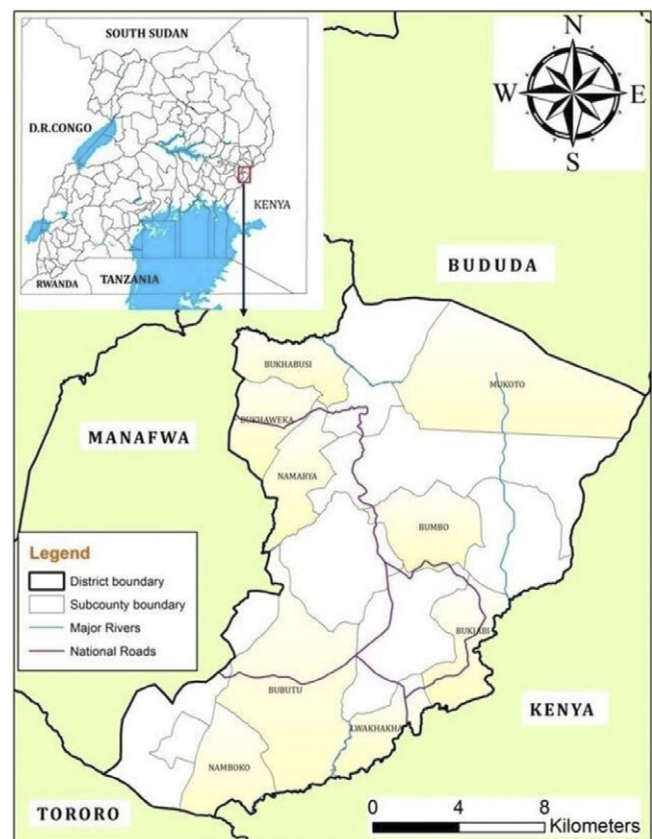 SOUTH SUDAN
D.R.CONGO
KENYA
RWANDA
TANZANIA
N
W
E
S
BUDUDA
BUKHABUSI
MUKOTO
BUKHAWEKA
MANAFWA
NAMABYA
BUMBO
Legend
District boundary
Subcounty boundary
Major Rivers
National Roads
BUKIABI
BUBUTU
KENYA
LWAKHAKHA
NAMBOKO
TORORO
0 4 8
Kilometers